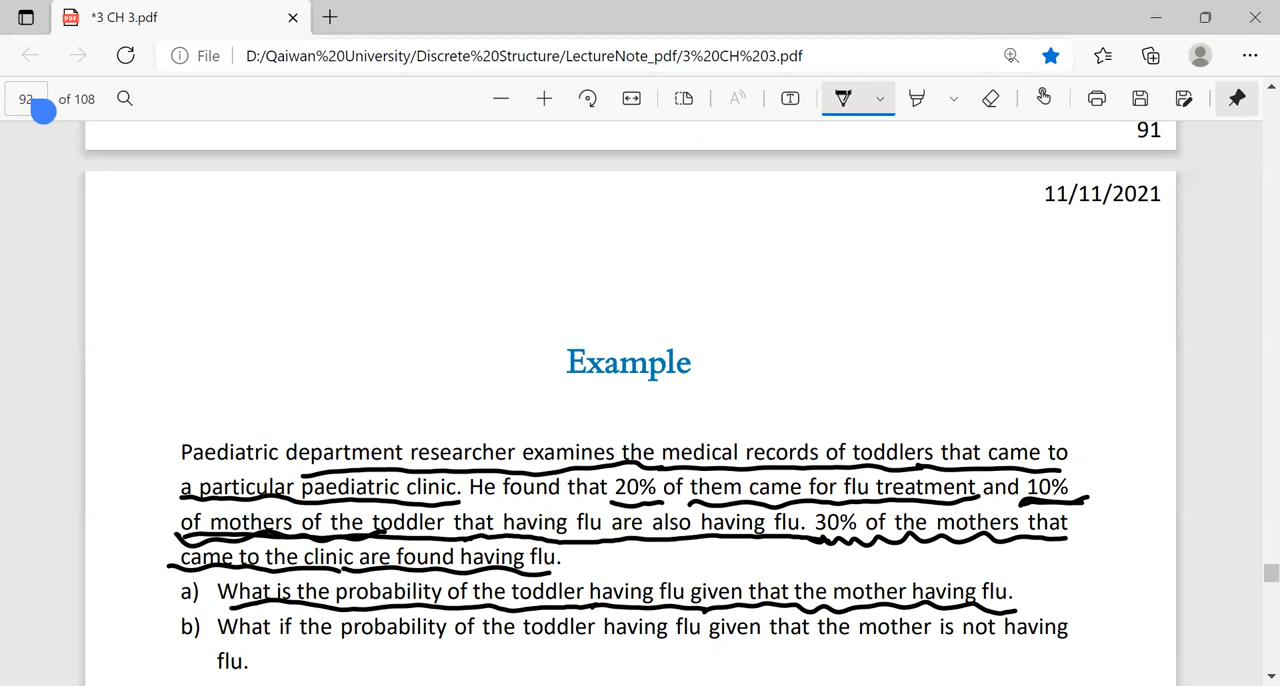 *3 CH 3.pdf
File D:/Qaiwan%20University/Discrete%20Structure/LectureNote_pdf/3%20CH%203.pdf
92 of 108
91
11/11/2021
Example
Paediatric department researcher examines the medical records of toddlers that came to
a particular paediatric clinic. He found that 20% of them came for flu treatment and 10%
of mothers of the toddler that having flu are also having flu. 30% of the mothers that
came to the clinic are found having flu.
a) What is the probability of the toddler having flu given that the mother having flu.
b) What if the probability of the toddler having flu given that the mother is not having
flu.